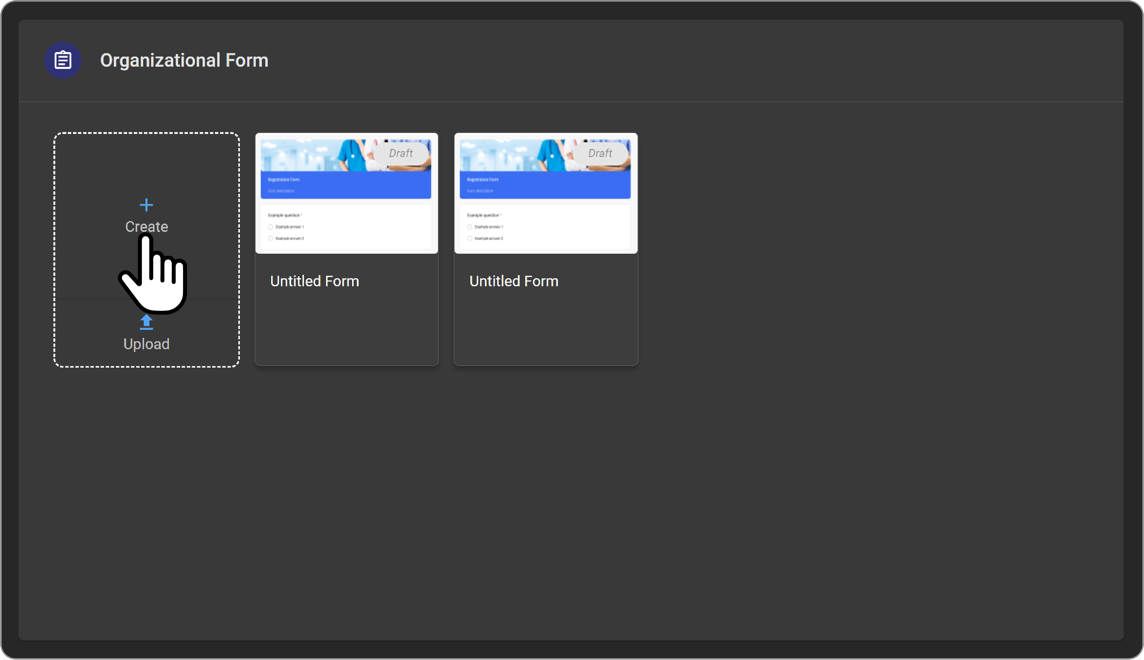 Organizational Form
Create
Upload
Draft
Registration Form
Form description
Example question *
Example answer 1
Example answer 2
Untitled Form
Draft
Registration Form
Form description
Example question *
Example answer 1
Example answer 2
Untitled Form